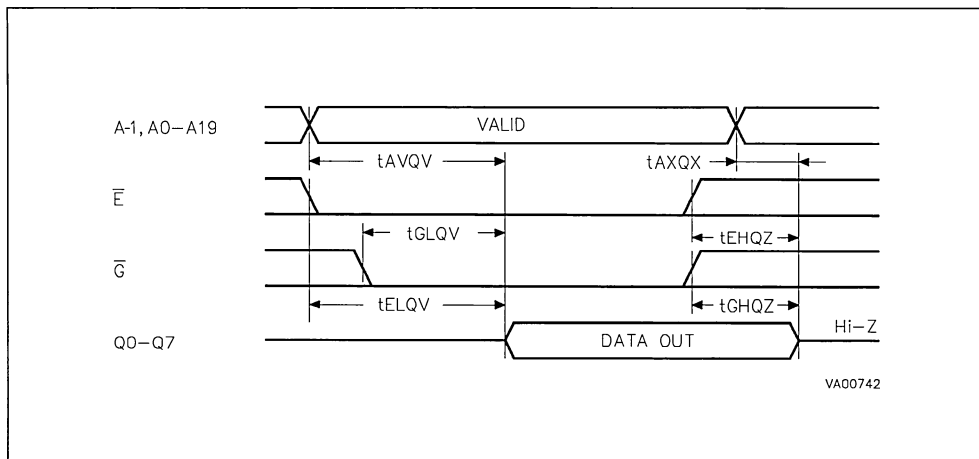 A-1, A0–A19
VALID
tAVQV
tAXQX
E̅
tGLQV
tEHQZ
G̅
tELQV
tGHQZ
Q0–Q7
DATA OUT
Hi-Z
VA00742